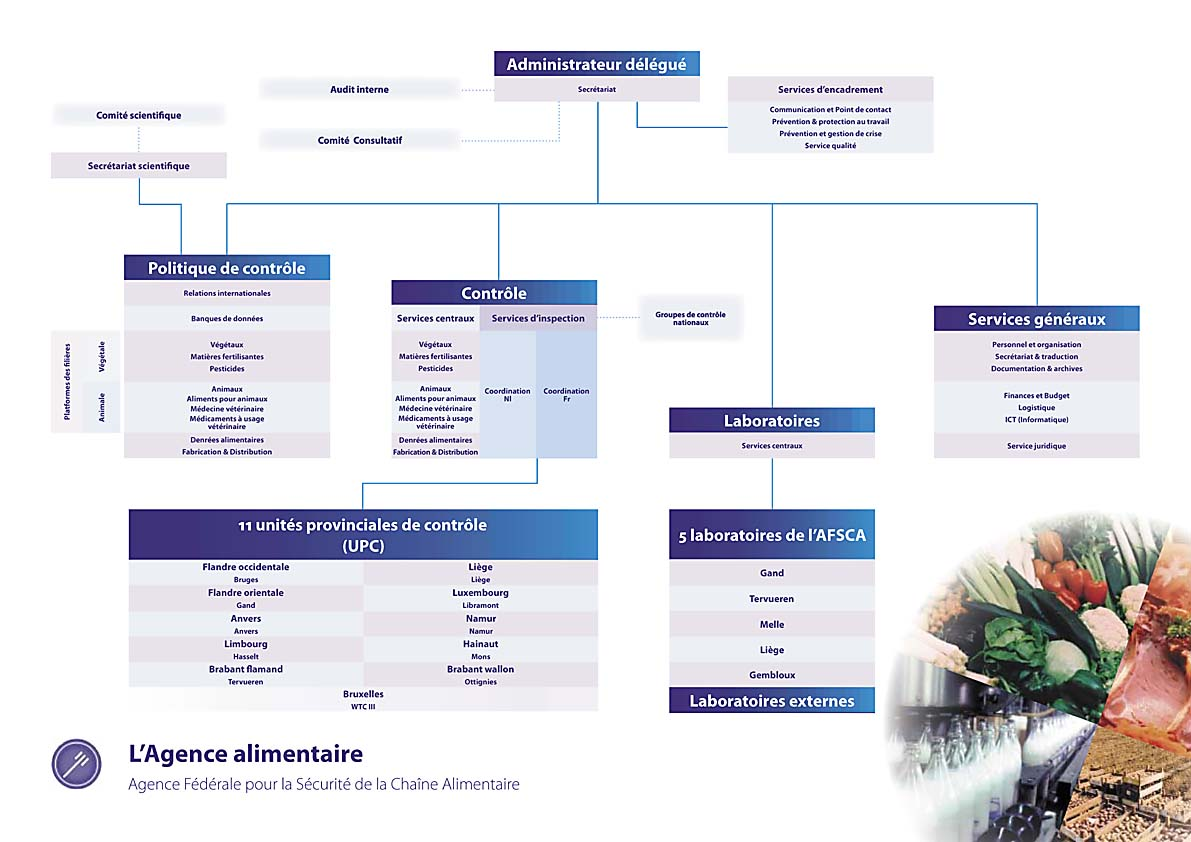 Administrateur délégué
Secrétariat
Audit interne
Comité Consultatif
Services d'encadrement
Communication et Point de contact
Prévention & protection au travail
Prévention et gestion de crise
Service qualité
Comité scientifique
Secrétariat scientifique
Politique de contrôle
Relations internationales
Banques de données
Plateformes des filières
Végétale
Animale
Végétaux
Matières fertilisantes
Pesticides
Animaux
Aliments pour animaux
Médecine vétérinaire
Médicaments à usage
vétérinaire
Denrées alimentaires
Fabrication & Distribution
Contrôle
Services centraux
Services d'inspection
Végétaux
Matières fertilisantes
Pesticides
Animaux
Aliments pour animaux
Médecine vétérinaire
Médicaments à usage
vétérinaire
Denrées alimentaires
Fabrication & Distribution
Coordination
Nl
Coordination
Fr
Groupes de contrôle
nationaux
Laboratoires
Services centraux
Services généraux
Personnel et organisation
Secrétariat & traduction
Documentation & archives
Finances et Budget
Logistique
ICT (Informatique)
Service juridique
11 unités provinciales de contrôle
(UPC)
Flandre occidentale
Bruges
Flandre orientale
Gand
Anvers
Anvers
Limbourg
Hasselt
Brabant flamand
Tervueren
Liège
Liège
Luxembourg
Libramont
Namur
Namur
Hainaut
Mons
Brabant wallon
Ottignies
Bruxelles
WTC III
5 laboratoires de l'AFSCA
Gand
Tervueren
Melle
Liège
Gembloux
Laboratoires externes
L'Agence alimentaire
Agence Fédérale pour la Sécurité de la Chaîne Alimentaire